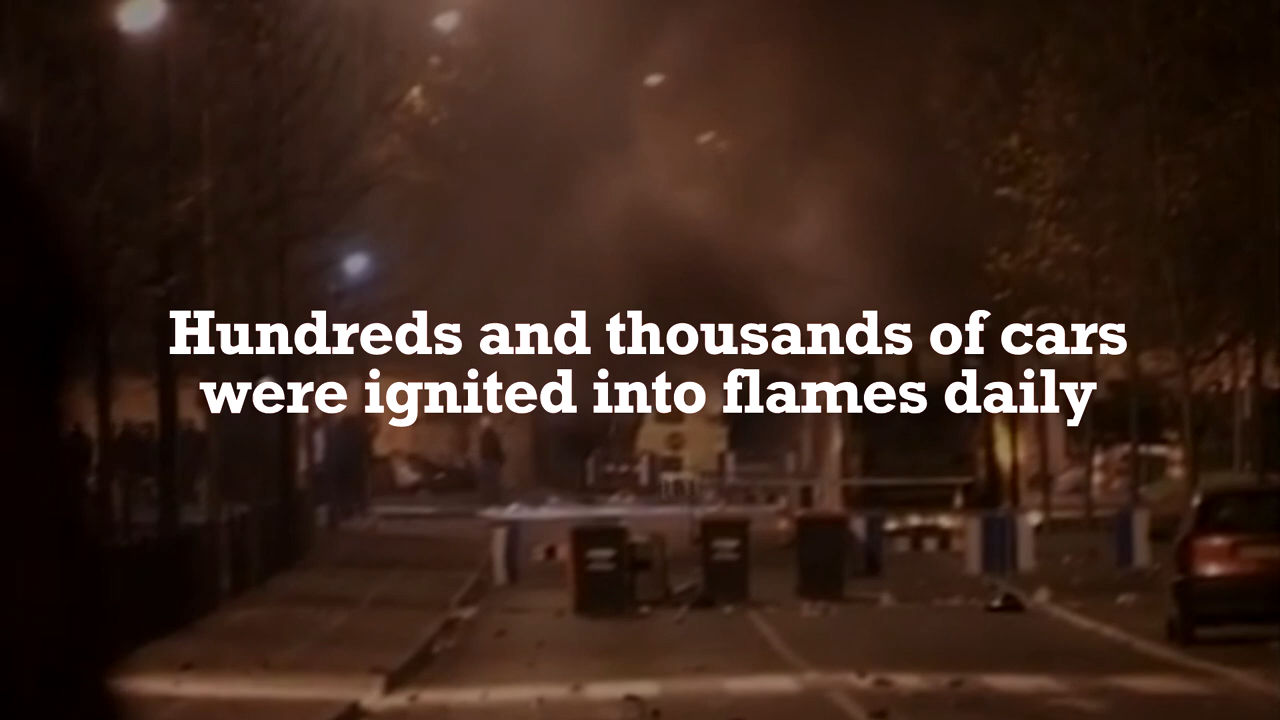 Hundreds and thousands of cars
were ignited into flames daily